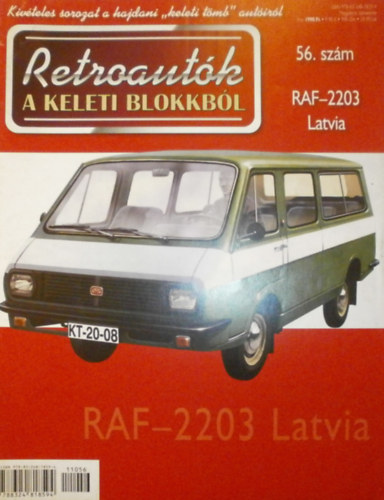 Kivételes sorozat a hajdani „keleti tömb" autóiról
Retroautók
A KELETI BLOKKBÓL
56. szám
RAF–2203
Latvia
KT-20-08
RAF–2203 Latvia
11056